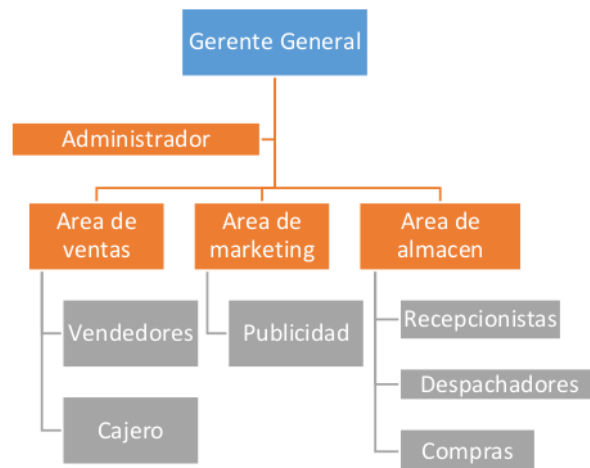 Gerente General
Administrador
Area de
ventas
Area de
marketing
Area de
almacen
Vendedores
Publicidad
Recepcionistas
Despachadores
Cajero
Compras